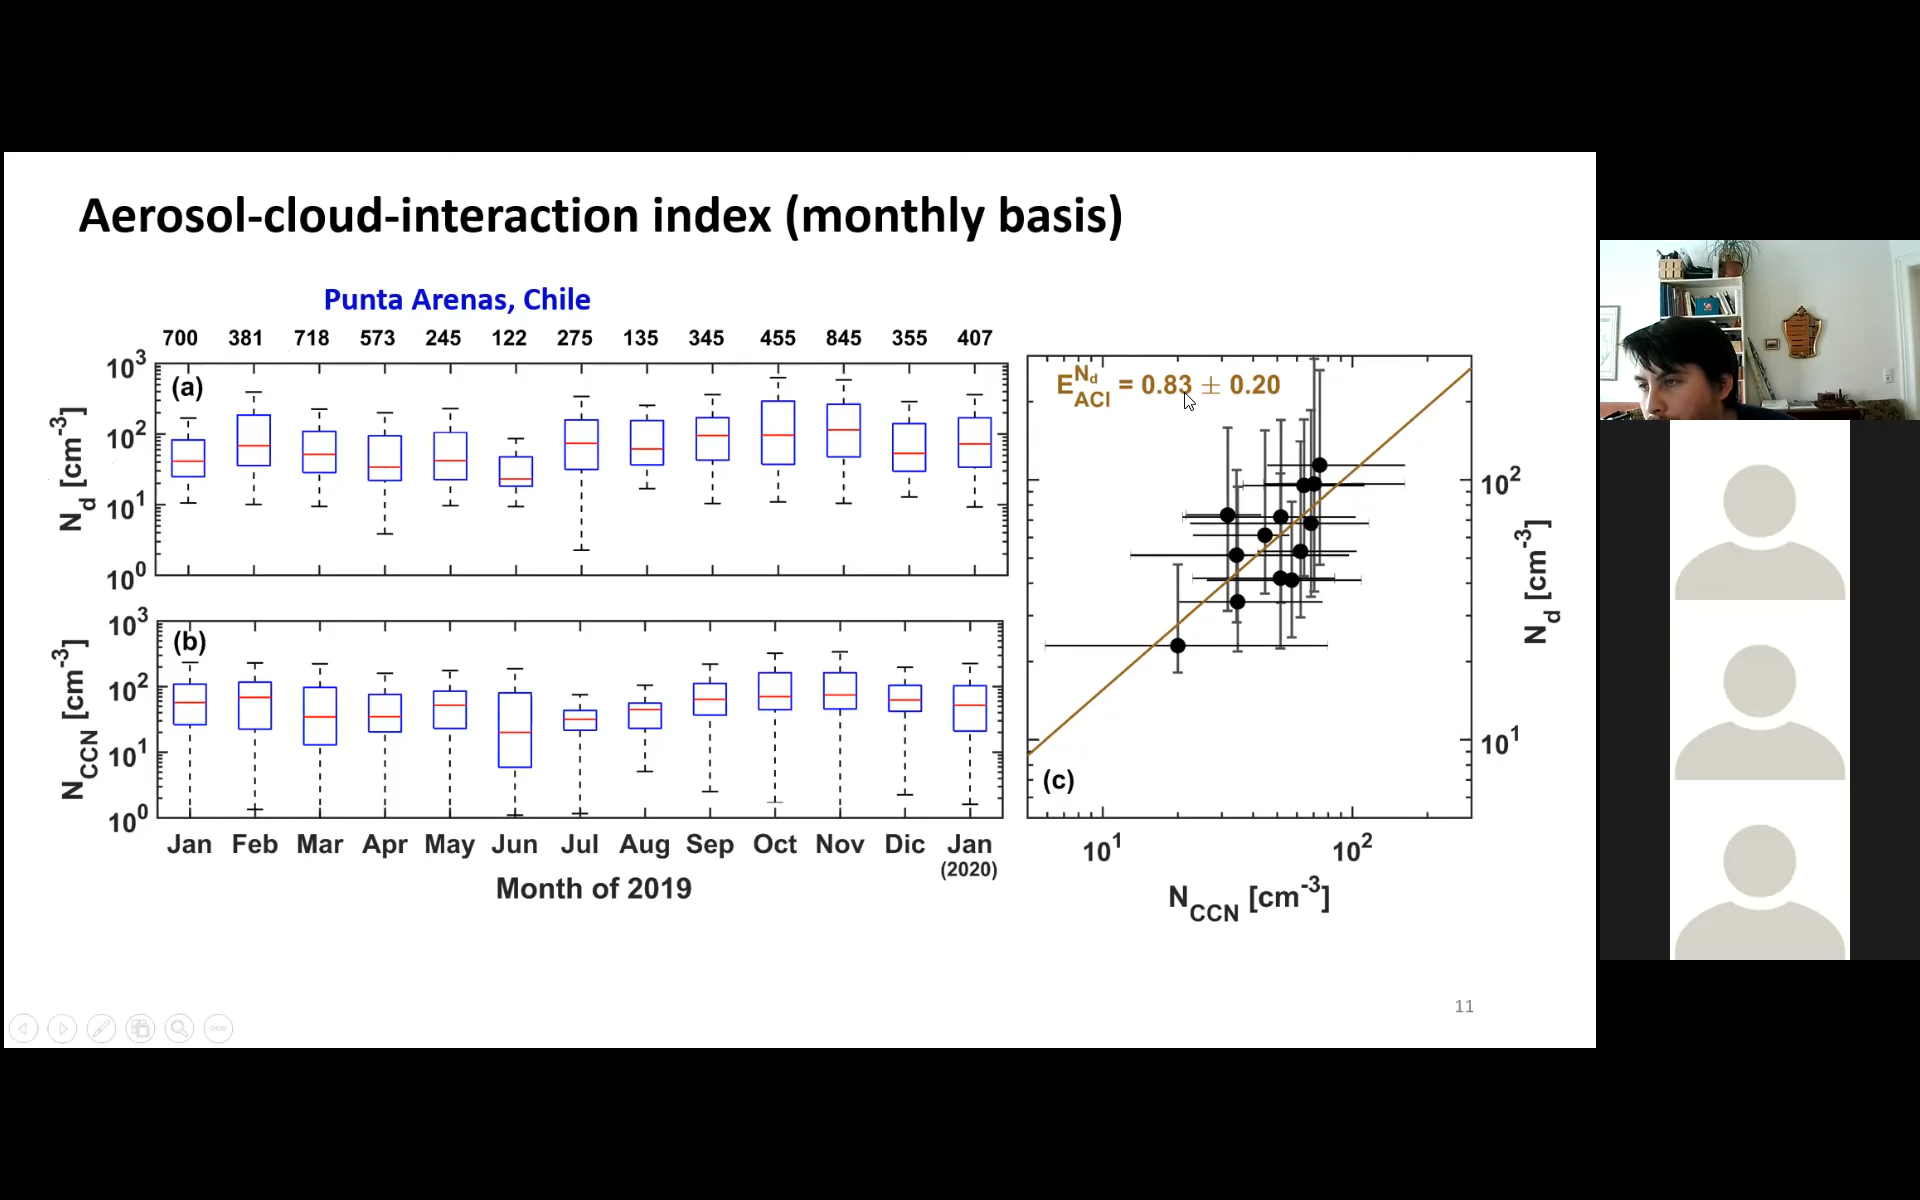 Aerosol-cloud-interaction index (monthly basis)
Punta Arenas, Chile
700 381 718 573 245 122 275 135 345 455 845 355 407
(a)
N_d [cm^-3]
10^3
10^2
10^1
10^0
(b)
N_CCN [cm^-3]
10^3
10^2
10^1
10^0
Jan Feb Mar Apr May Jun Jul Aug Sep Oct Nov Dic Jan
(2020)
Month of 2019
E_ACI^N_d = 0.83 ± 0.20
(c)
10^2
10^1
N_d [cm^-3]
10^1 10^2
N_CCN [cm^-3]
11